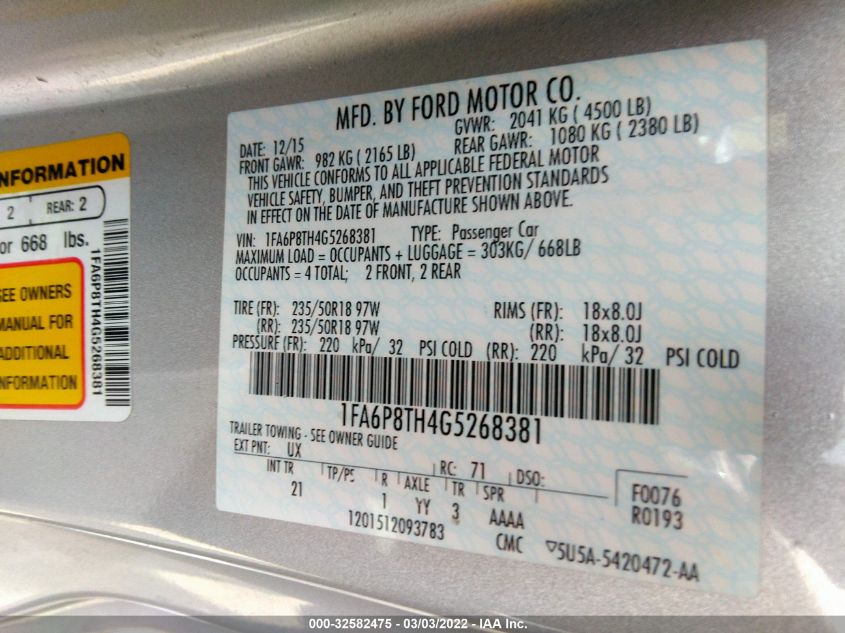 NFORMATION
2 REAR: 2
or 668 lbs.
SEE OWNERS
MANUAL FOR
ADDITIONAL
INFORMATION
1FA6P8TH4G5268381
MFD. BY FORD MOTOR CO.
DATE: 12/15 GVWR: 2041 KG ( 4500 LB)
FRONT GAWR: 982 KG ( 2165 LB) REAR GAWR: 1080 KG ( 2380 LB)
THIS VEHICLE CONFORMS TO ALL APPLICABLE FEDERAL MOTOR
VEHICLE SAFETY, BUMPER, AND THEFT PREVENTION STANDARDS
IN EFFECT ON THE DATE OF MANUFACTURE SHOWN ABOVE.
VIN: 1FA6P8TH4G5268381 TYPE: Passenger Car
MAXIMUM LOAD = OCCUPANTS + LUGGAGE = 303KG/ 668LB
OCCUPANTS = 4 TOTAL; 2 FRONT, 2 REAR
TIRE (FR): 235/50R18 97W RIMS (FR): 18x8.0J
(RR): 235/50R18 97W (RR): 18x8.0J
PRESSURE (FR): 220 kPa/ 32 PSI COLD (RR): 220 kPa/ 32 PSI COLD
1FA6P8TH4G5268381
TRAILER TOWING - SEE OWNER GUIDE
EXT PNT: UX RC: 71 DSO:
INT TR TP/PS R AXLE TR SPR F0076
21 1 YY 3 AAAA R0193
1201512093783 CMC ▽5U5A-5420472-AA
000-32582475 - 03/03/2022 - IAA Inc.